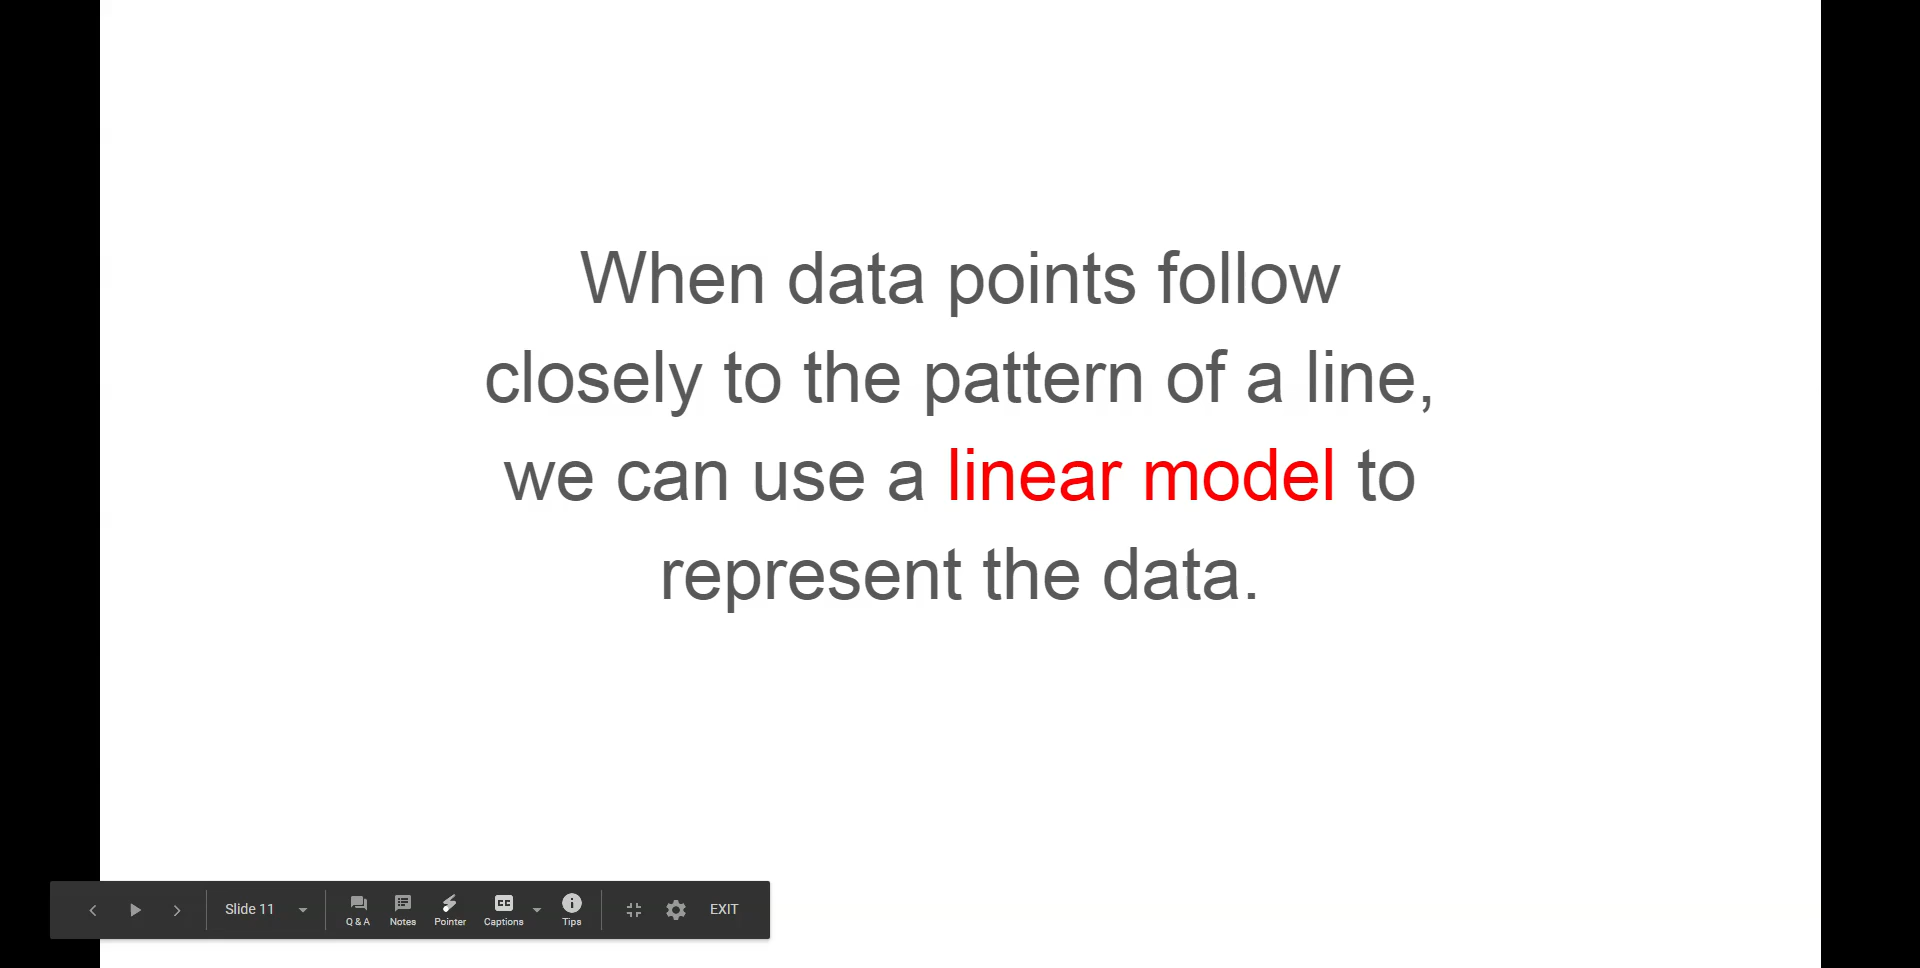 When data points follow
closely to the pattern of a line,
we can use a linear model to
represent the data.
Slide 11
Q & A
Notes
Pointer
CC
Captions
Tips
EXIT